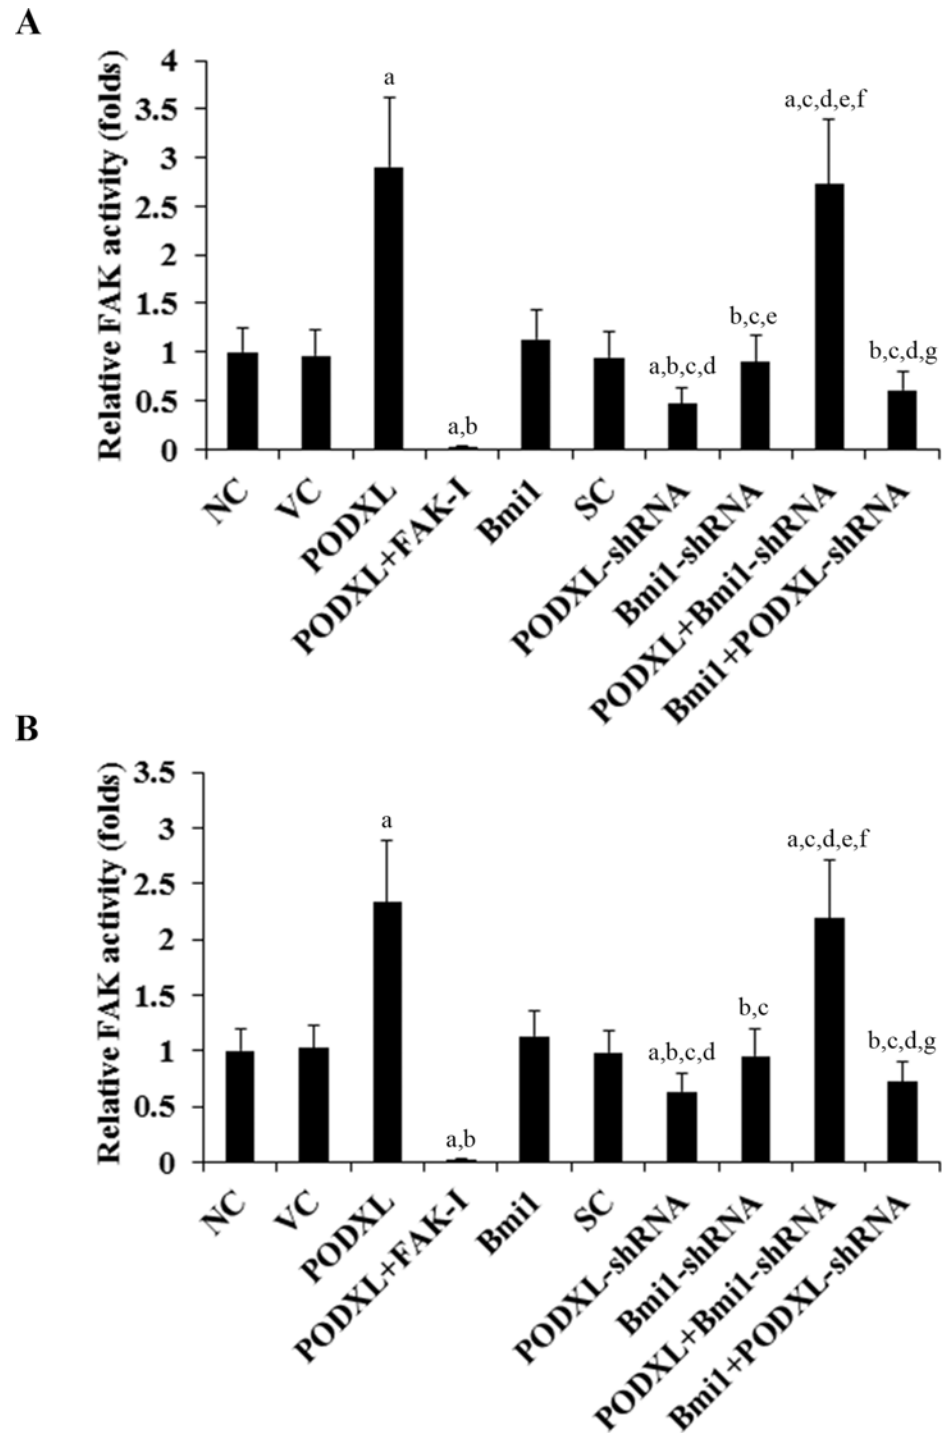 A
Relative FAK activity (folds)
4
3.5
3
2.5
2
1.5
1
0.5
0
a
a,b
a,b,c,d
b,c,e
a,c,d,e,f
b,c,d,g
NC
VC
PODXL
PODXL+FAK-I
Bmi1
SC
PODXL-shRNA
Bmi1-shRNA
PODXL+Bmi1-shRNA
Bmi1+PODXL-shRNA
B
Relative FAK activity (folds)
3.5
3
2.5
2
1.5
1
0.5
0
a
a,b
a,b,c,d
b,c
a,c,d,e,f
b,c,d,g
NC
VC
PODXL
PODXL+FAK-I
Bmi1
SC
PODXL-shRNA
Bmi1-shRNA
PODXL+Bmi1-shRNA
Bmi1+PODXL-shRNA